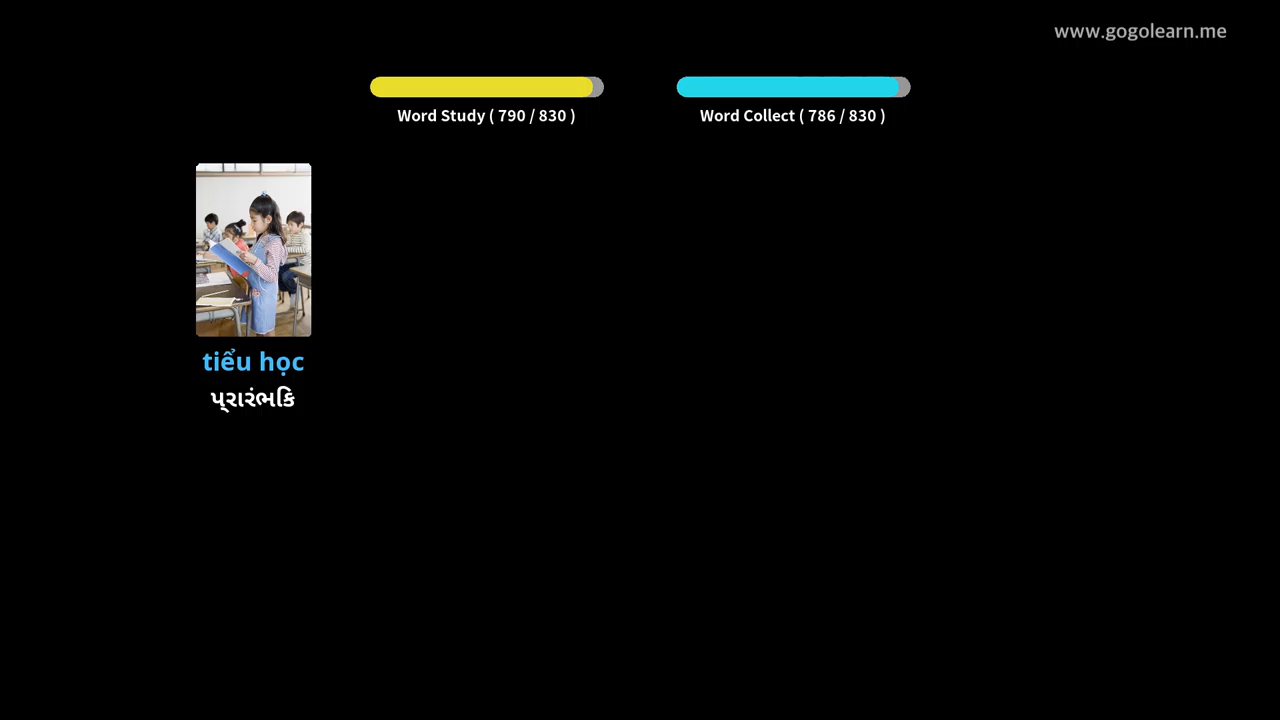 www.gogolearn.me
Word Study ( 790 / 830 )
Word Collect ( 786 / 830 )
tiểu học
પ્રારંભિક